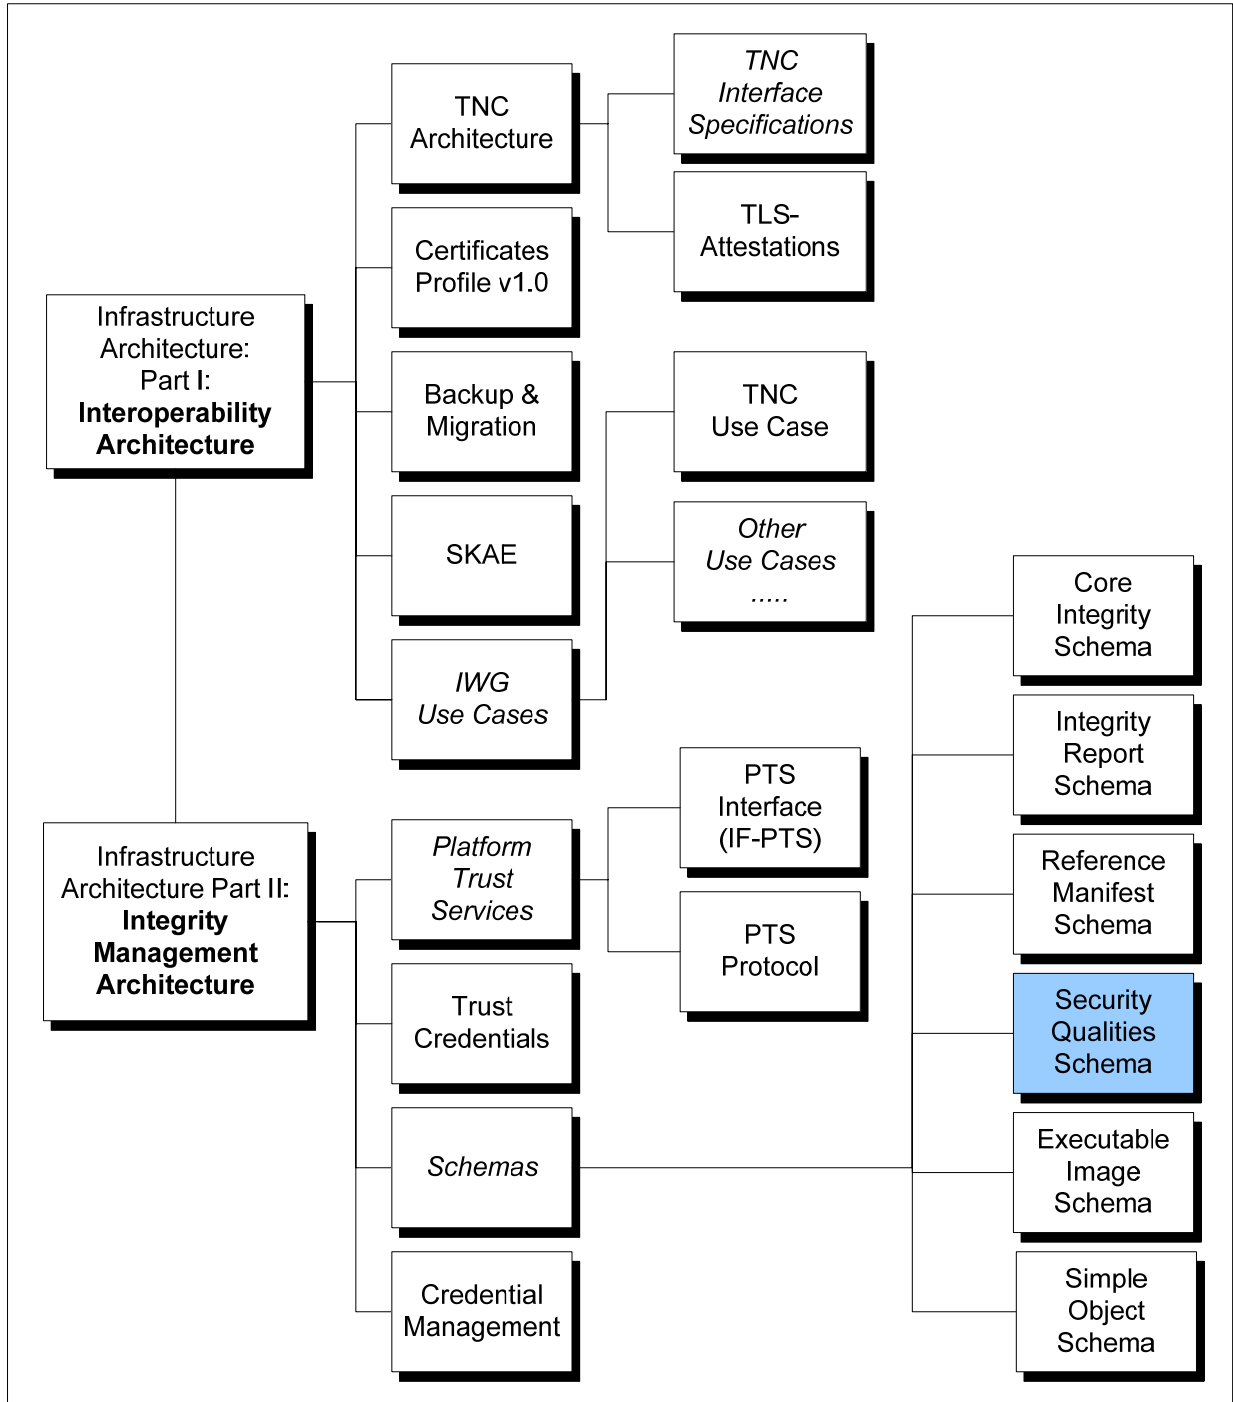 TNC
Architecture
TNC
Interface
Specifications
TLS-
Attestations
Certificates
Profile v1.0
Infrastructure
Architecture:
Part I:
Interoperability
Architecture
Backup &
Migration
TNC
Use Case
SKAE
Other
Use Cases
.....
IWG
Use Cases
Core
Integrity
Schema
Integrity
Report
Schema
Infrastructure
Architecture Part II:
Integrity
Management
Architecture
Platform
Trust
Services
PTS
Interface
(IF-PTS)
PTS
Protocol
Reference
Manifest
Schema
Trust
Credentials
Security
Qualities
Schema
Schemas
Executable
Image
Schema
Credential
Management
Simple
Object
Schema